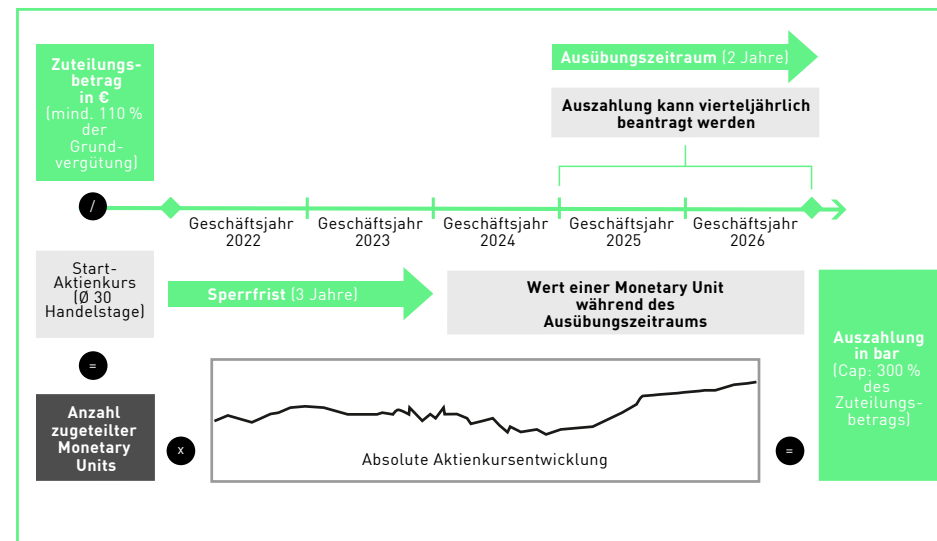 Zuteilungs-
betrag
in €
(mind. 110 %
der
Grund-
vergütung)
Ausübungszeitraum (2 Jahre)
Auszahlung kann vierteljährlich
beantragt werden
/
Geschäftsjahr
2022
Geschäftsjahr
2023
Geschäftsjahr
2024
Geschäftsjahr
2025
Geschäftsjahr
2026
Start-
Aktienkurs
(Ø 30
Handelstage)
Sperrfrist (3 Jahre)
Wert einer Monetary Unit
während des
Ausübungszeitraums
=
Anzahl
zugeteilter
Monetary
Units
x
Absolute Aktienkursentwicklung
=
Auszahlung
in bar
(Cap: 300 %
des
Zuteilungs-
betrags)